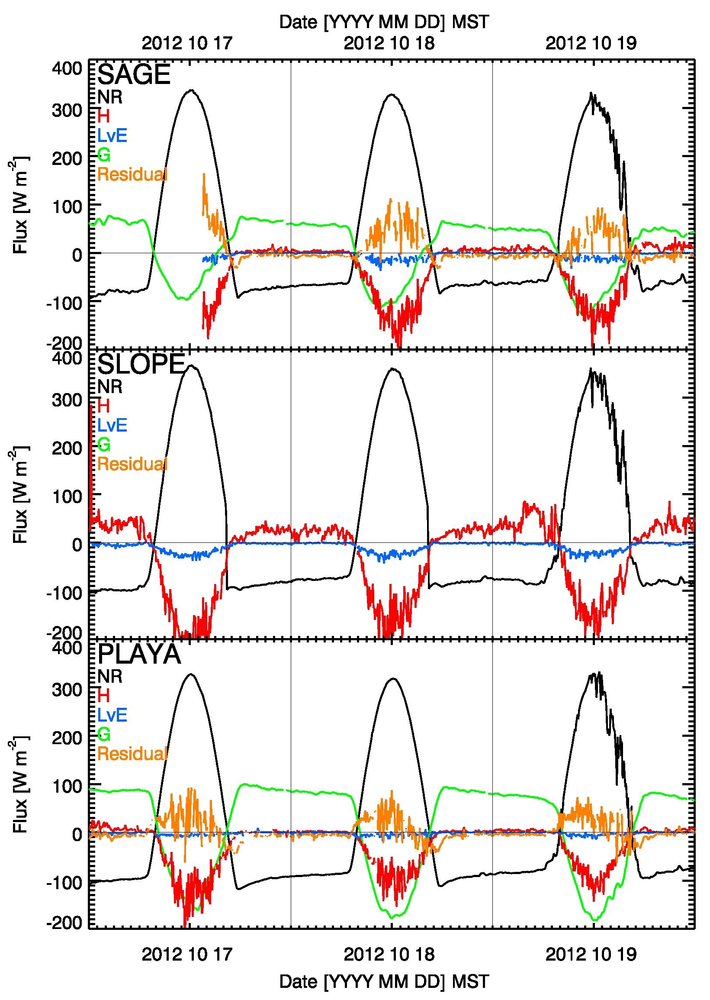 Date [YYYY MM DD] MST
2012 10 17 2012 10 18 2012 10 19
400
SAGE
NR
300
H
LvE
200
G
Residual
100
0
-100
-200
Flux [W m-2]
400
SLOPE
NR
300
H
LvE
200
G
Residual
100
0
-100
-200
Flux [W m-2]
400
PLAYA
NR
300
H
LvE
200
G
Residual
100
0
-100
-200
Flux [W m-2]
2012 10 17 2012 10 18 2012 10 19
Date [YYYY MM DD] MST